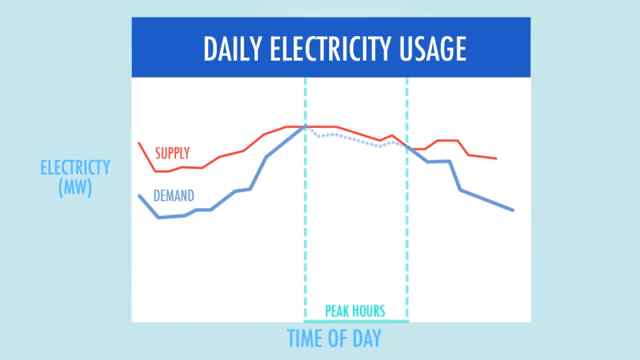 DAILY ELECTRICITY USAGE
SUPPLY
ELECTRICTY
(MW)
DEMAND
PEAK HOURS
TIME OF DAY